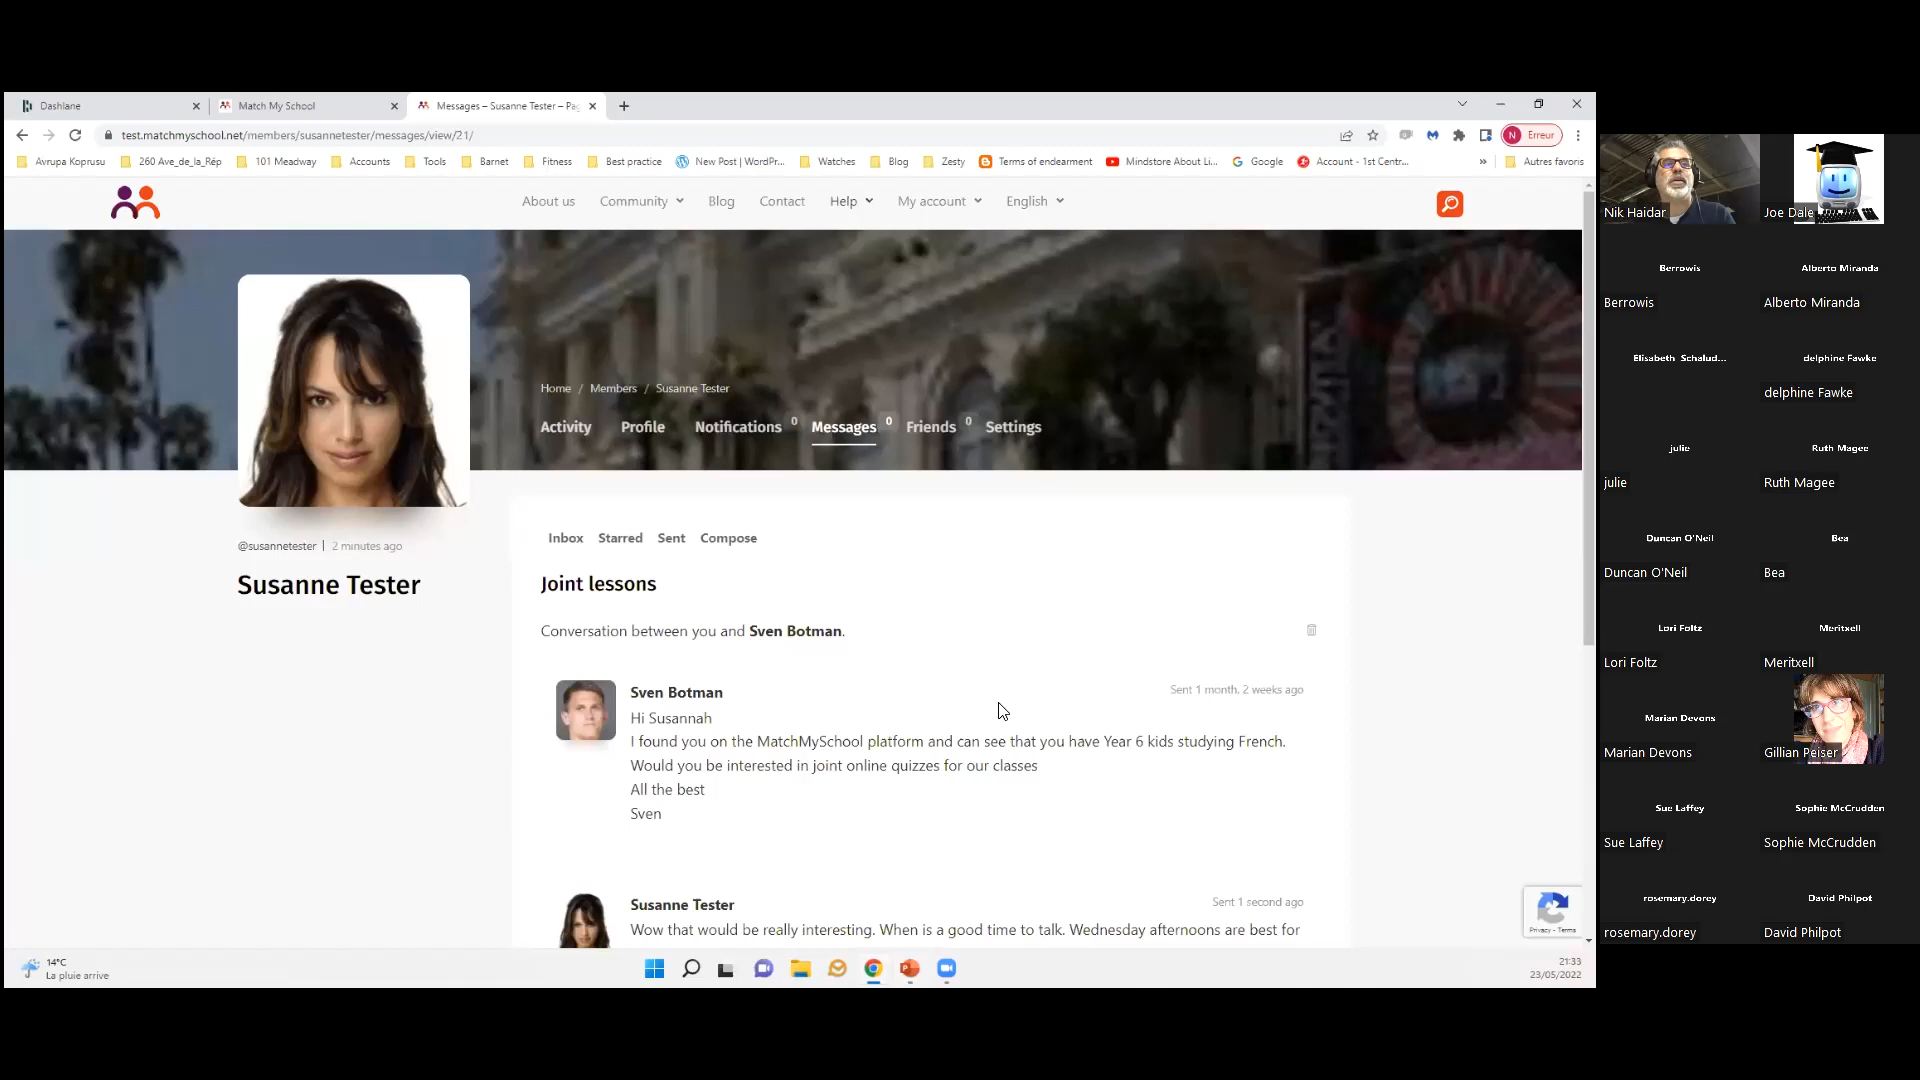 Dashlane
Match My School
Messages – Susanne Tester – Pag
test.matchmyschool.net/members/susannetester/messages/view/21/
N Erreur
Avrupa Koprusu
260 Ave_de_la_Rép
101 Meadway
Accounts
Tools
Barnet
Fitness
Best practice
New Post | WordPr...
Watches
Blog
Zesty
Terms of endearment
Mindstore About Li...
Google
Account - 1st Centr...
»
Autres favoris
About us
Community
Blog
Contact
Help
My account
English
Home / Members / Susanne Tester
Activity
Profile
Notifications 0
Messages 0
Friends 0
Settings
@susannetester | 2 minutes ago
Susanne Tester
Inbox Starred Sent Compose
Joint lessons
Conversation between you and Sven Botman.
Sven Botman
Sent 1 month, 2 weeks ago
Hi Susannah
I found you on the MatchMySchool platform and can see that you have Year 6 kids studying French.
Would you be interested in joint online quizzes for our classes
All the best
Sven
Susanne Tester
Sent 1 second ago
Wow that would be really interesting. When is a good time to talk. Wednesday afternoons are best for
Privacy - Terms
14°C
La pluie arrive
21:33
23/05/2022
Nik Haidar
Joe Dale
Berrowis
Berrowis
Alberto Miranda
Alberto Miranda
Elisabeth Schalud...
delphine Fawke
delphine Fawke
julie
julie
Ruth Magee
Ruth Magee
Duncan O'Neil
Duncan O'Neil
Bea
Bea
Lori Foltz
Lori Foltz
Meritxell
Meritxell
Marian Devons
Marian Devons
Gillian Peiser
Sue Laffey
Sue Laffey
Sophie McCrudden
Sophie McCrudden
rosemary.dorey
rosemary.dorey
David Philpot
David Philpot